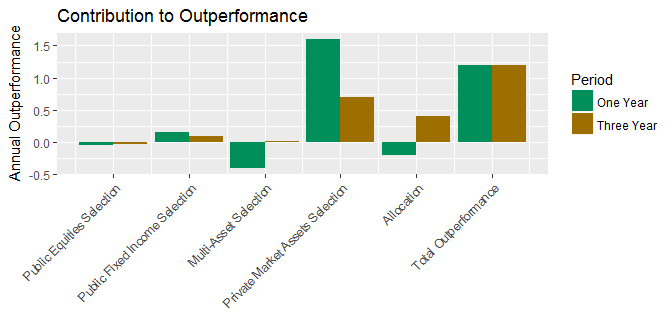 Contribution to Outperformance
Annual Outperformance
1.5
1.0
0.5
0.0
-0.5
Public Equities Selection
Public Fixed Income Selection
Multi-Asset Selection
Private Market Assets Selection
Allocation
Total Outperformance
Period
One Year
Three Year